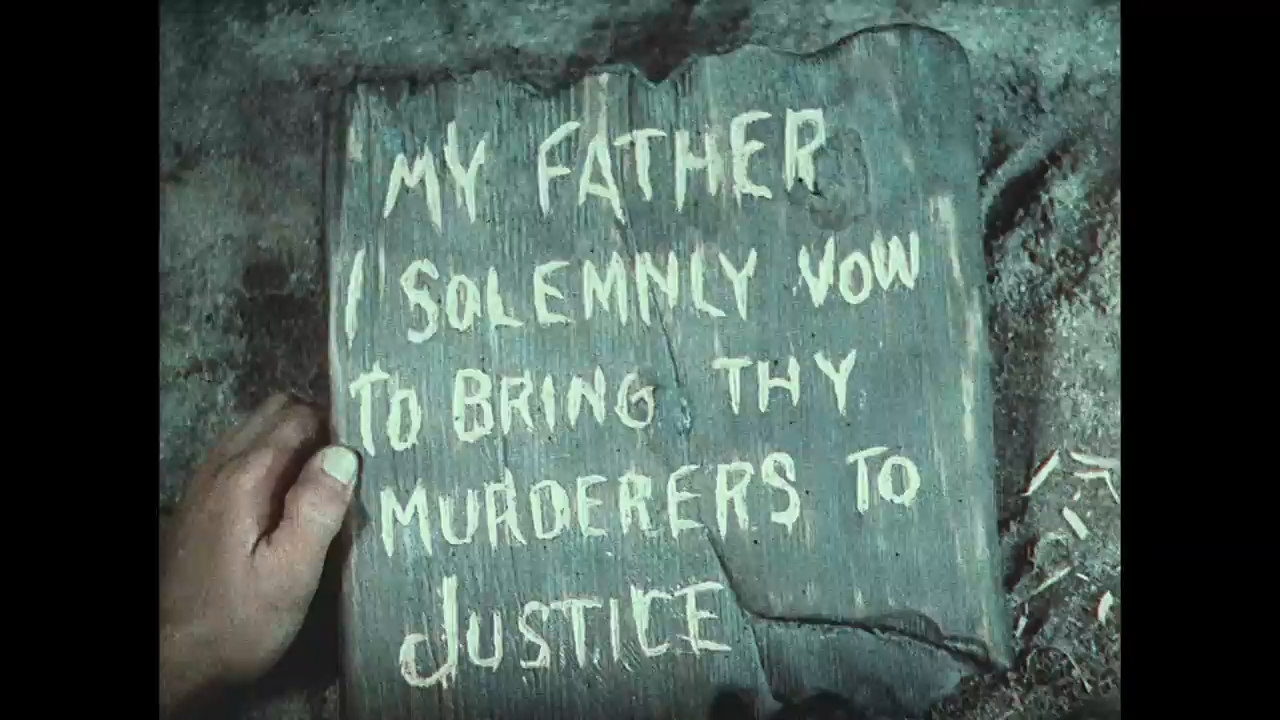 MY FATHER
I SOLEMNLY VOW
TO BRING THY
MURDERERS TO
JUSTICE